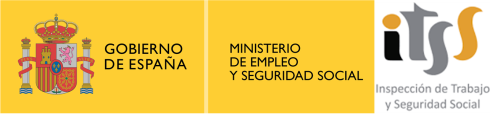 GOBIERNO
DE ESPAÑA
MINISTERIO
DE EMPLEO
Y SEGURIDAD SOCIAL
itss
Inspección de Trabajo
y Seguridad Social